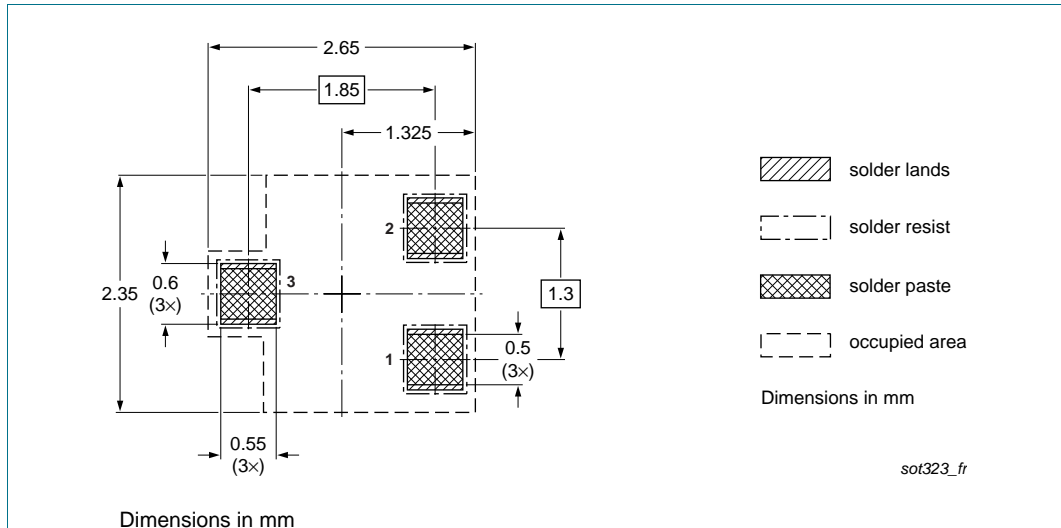 2.65
1.85
1.325
solder lands
2
solder resist
0.6
(3×)
3
2.35
1.3
solder paste
1
0.5
(3×)
occupied area
Dimensions in mm
0.55
(3×)
sot323_fr
Dimensions in mm